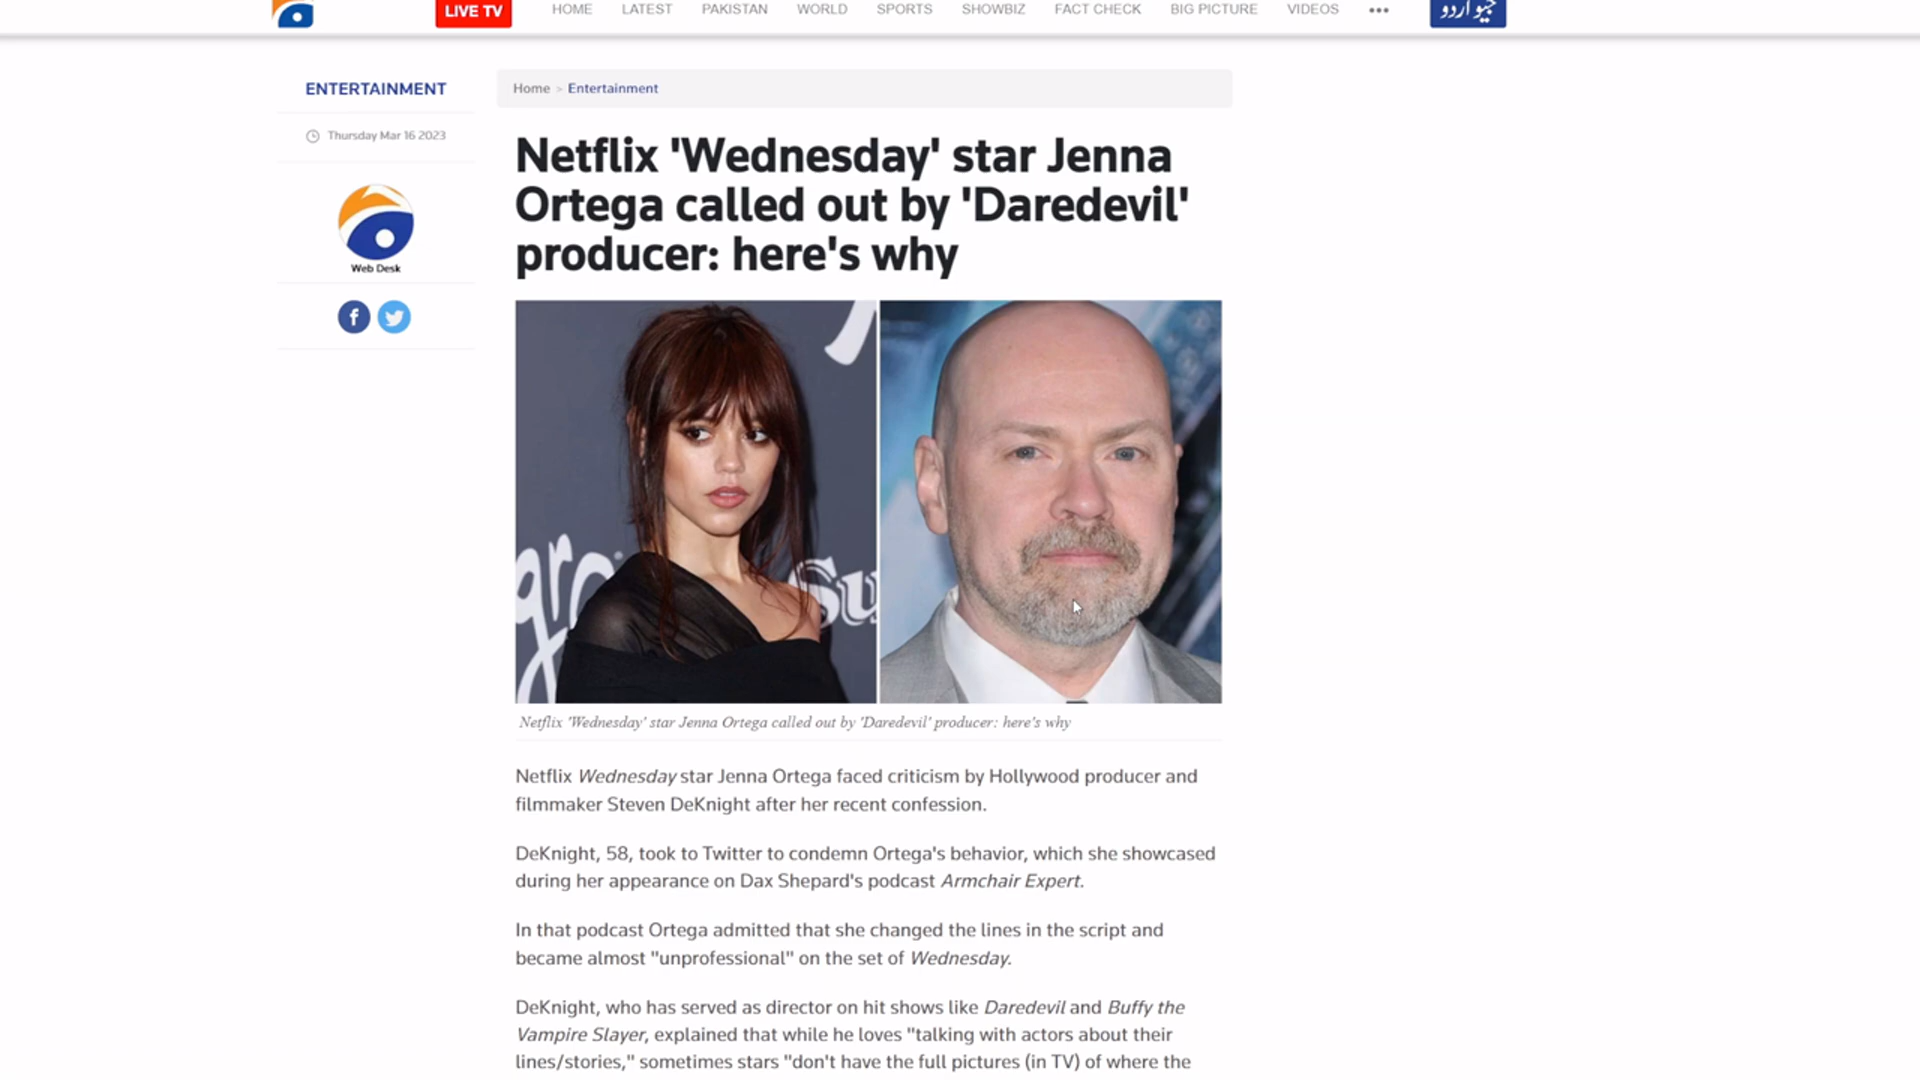 LIVE TV
HOME
LATEST
PAKISTAN
WORLD
SPORTS
SHOWBIZ
FACT CHECK
BIG PICTURE
VIDEOS
جیو اردو
ENTERTAINMENT
Thursday Mar 16 2023
Web Desk
Home > Entertainment
Netflix 'Wednesday' star Jenna
Ortega called out by 'Daredevil'
producer: here's why
gro
Su
Netflix 'Wednesday' star Jenna Ortega called out by 'Daredevil' producer: here's why
Netflix Wednesday star Jenna Ortega faced criticism by Hollywood producer and
filmmaker Steven DeKnight after her recent confession.
DeKnight, 58, took to Twitter to condemn Ortega's behavior, which she showcased
during her appearance on Dax Shepard's podcast Armchair Expert.
In that podcast Ortega admitted that she changed the lines in the script and
became almost "unprofessional" on the set of Wednesday.
DeKnight, who has served as director on hit shows like Daredevil and Buffy the
Vampire Slayer, explained that while he loves "talking with actors about their
lines/stories," sometimes stars "don't have the full pictures (in TV) of where the